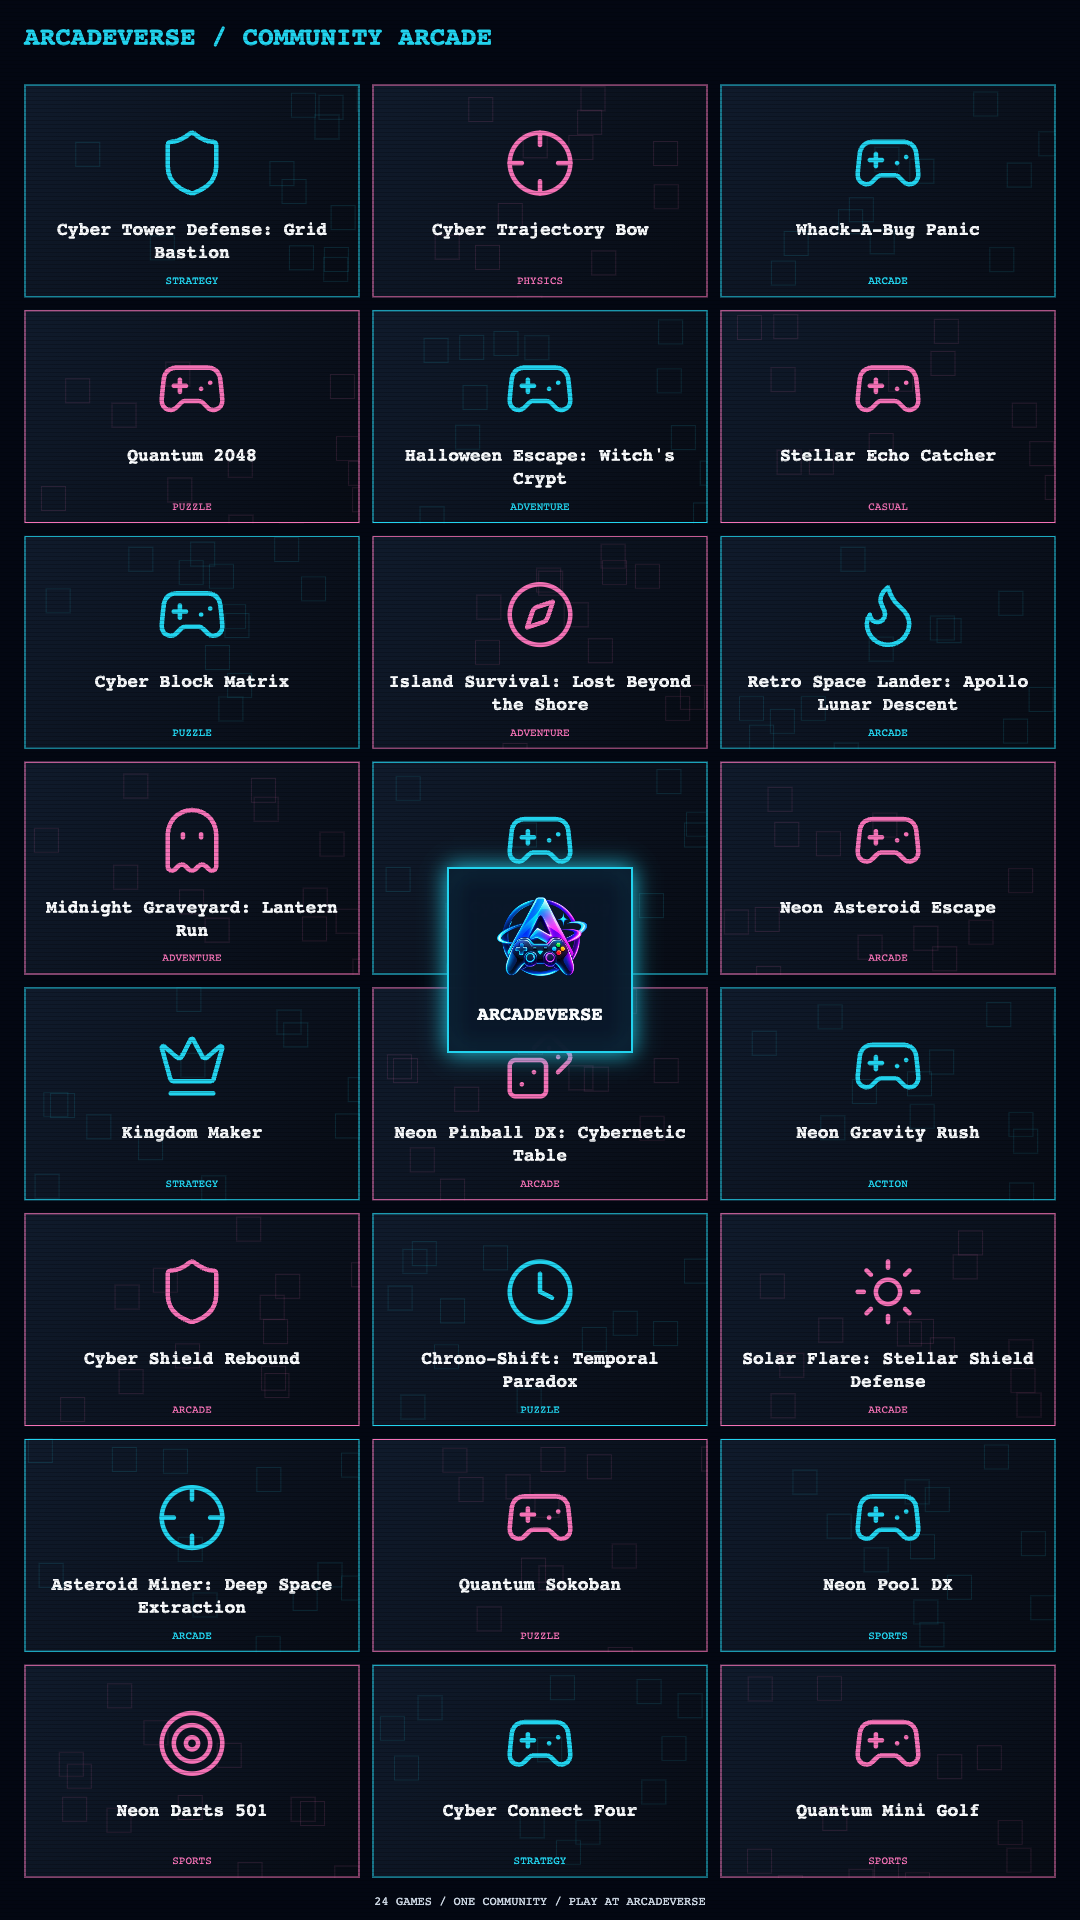 ARCADEVERSE / COMMUNITY ARCADE
Cyber Tower Defense: Grid
Bastion
STRATEGY
Cyber Trajectory Bow
PHYSICS
Whack-A-Bug Panic
ARCADE
Quantum 2048
PUZZLE
Halloween Escape: Witch's
Crypt
ADVENTURE
Stellar Echo Catcher
CASUAL
Cyber Block Matrix
PUZZLE
Island Survival: Lost Beyond
the Shore
ADVENTURE
Retro Space Lander: Apollo
Lunar Descent
ARCADE
Midnight Graveyard: Lantern
Run
ADVENTURE
ARCADEVERSE
Neon Asteroid Escape
ARCADE
Kingdom Maker
STRATEGY
Neon Pinball DX: Cybernetic
Table
ARCADE
Neon Gravity Rush
ACTION
Cyber Shield Rebound
ARCADE
Chrono-Shift: Temporal
Paradox
PUZZLE
Solar Flare: Stellar Shield
Defense
ARCADE
Asteroid Miner: Deep Space
Extraction
ARCADE
Quantum Sokoban
PUZZLE
Neon Pool DX
SPORTS
Neon Darts 501
SPORTS
Cyber Connect Four
STRATEGY
Quantum Mini Golf
SPORTS
24 GAMES / ONE COMMUNITY / PLAY AT ARCADEVERSE